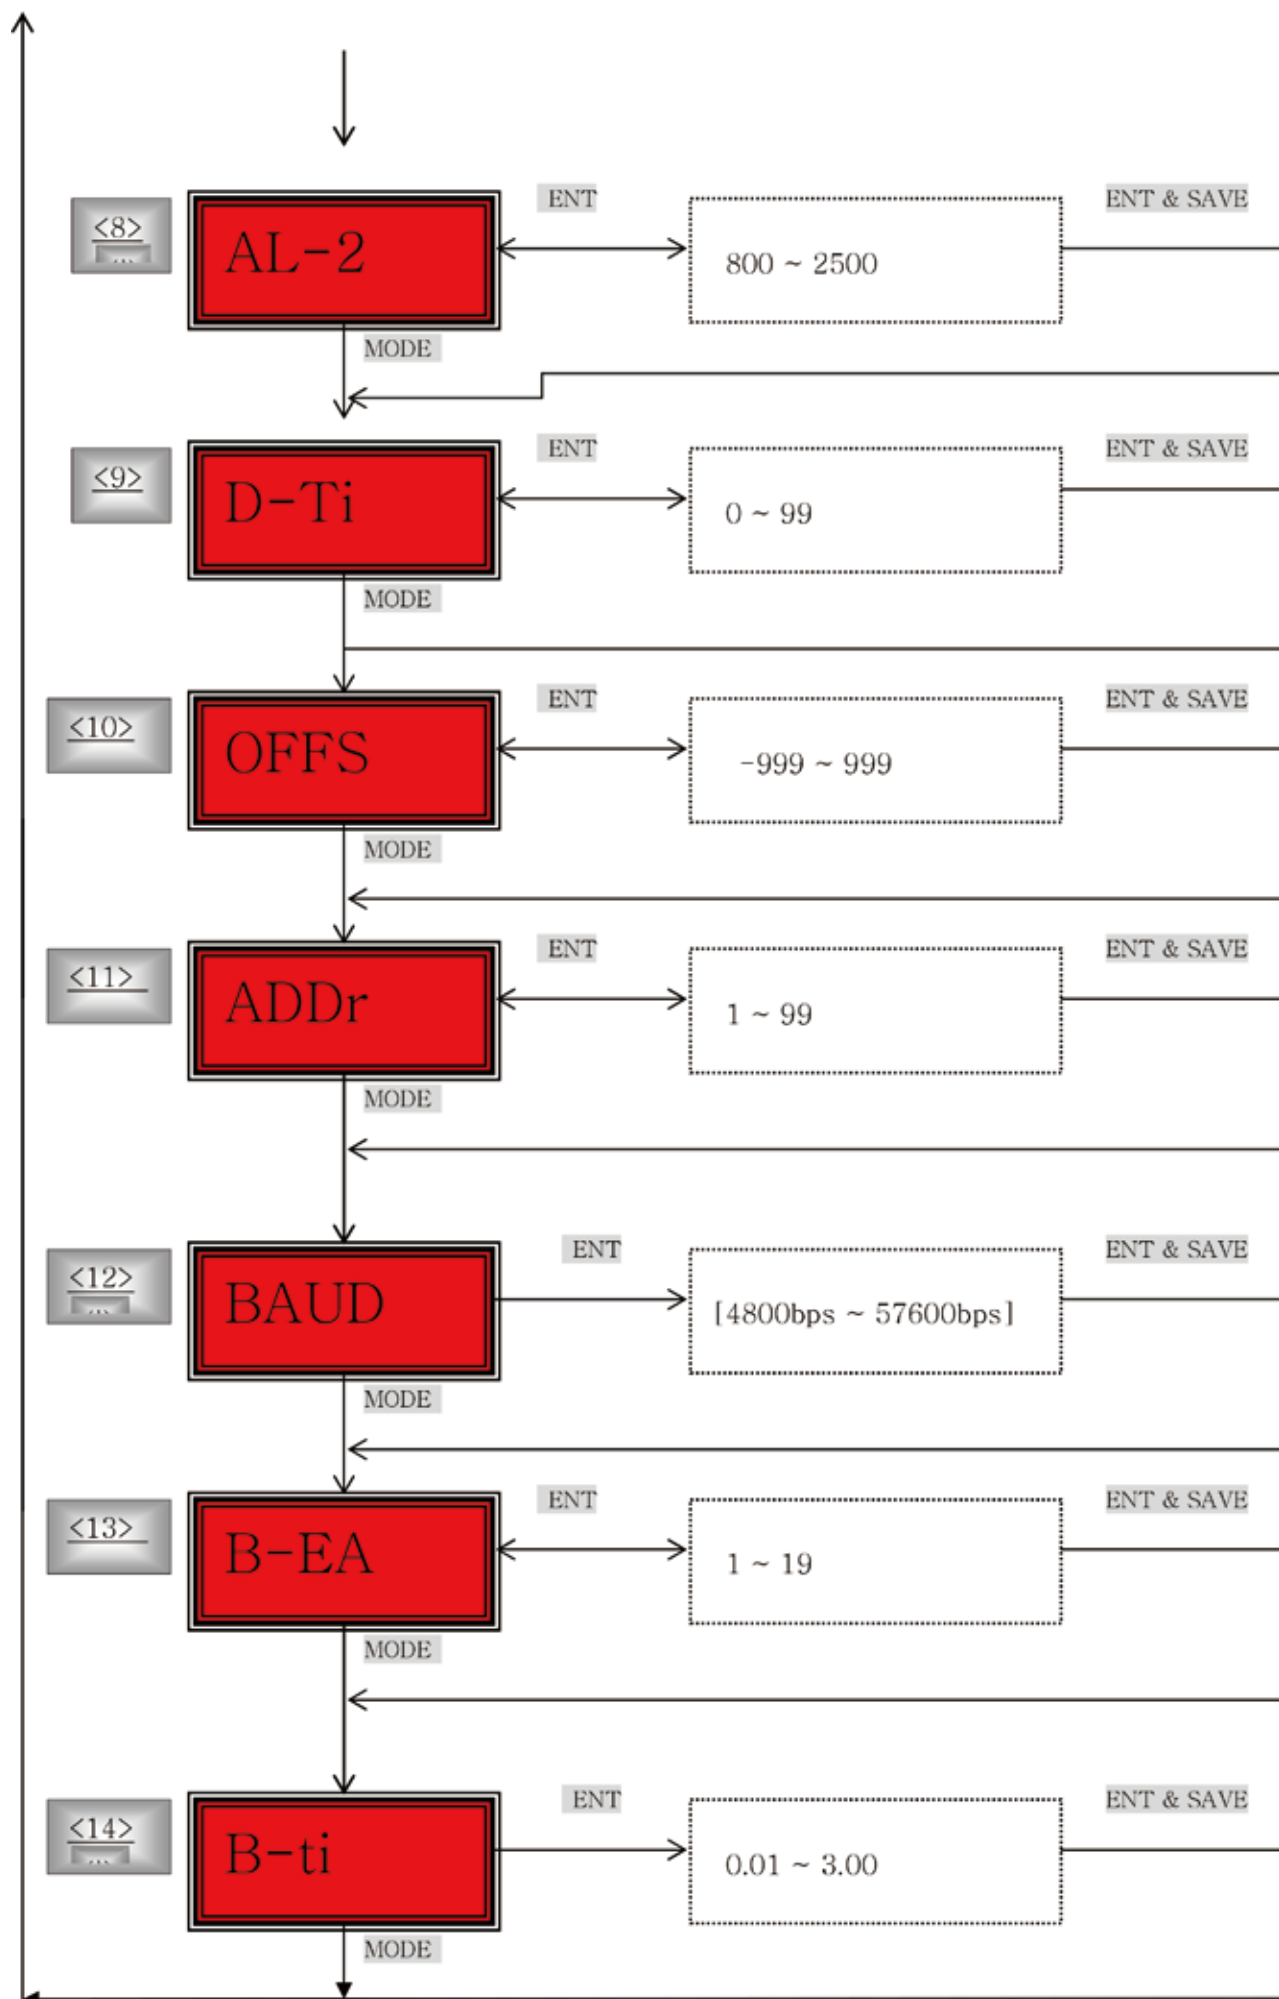 ENT ENT & SAVE
<8>
AL-2
800 ~ 2500
MODE
ENT ENT & SAVE
<9>
D-Ti
0 ~ 99
MODE
ENT ENT & SAVE
<10>
OFFS
-999 ~ 999
MODE
ENT ENT & SAVE
<11>
ADDr
1 ~ 99
MODE
ENT ENT & SAVE
<12>
BAUD
[4800bps ~ 57600bps]
MODE
ENT ENT & SAVE
<13>
B-EA
1 ~ 19
MODE
ENT ENT & SAVE
<14>
B-ti
0.01 ~ 3.00
MODE